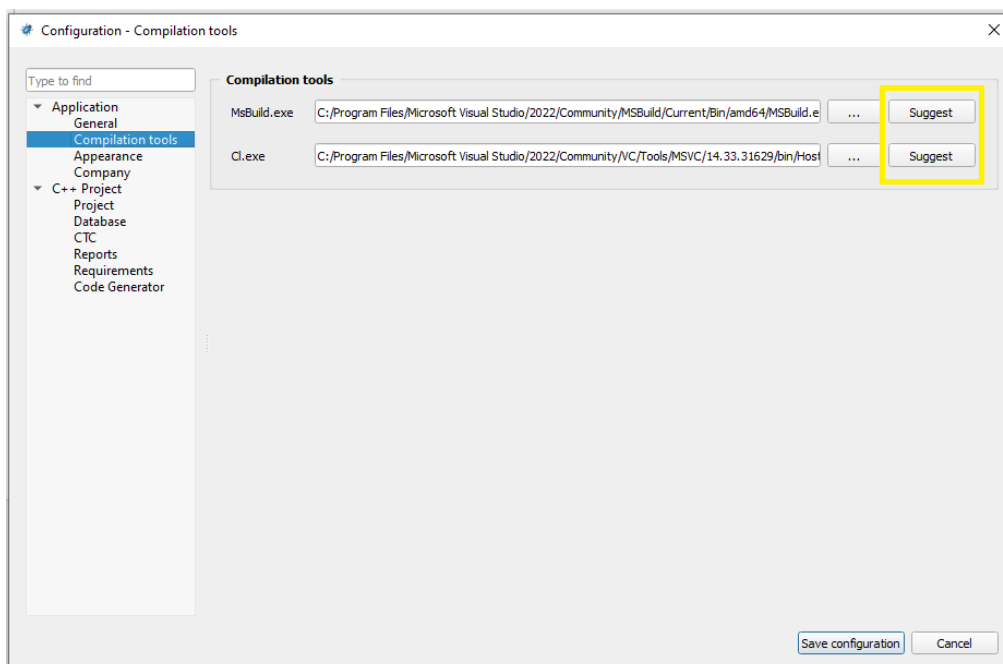 Configuration - Compilation tools
Type to find
Application
General
Compilation tools
Appearance
Company
C++ Project
Project
Database
CTC
Reports
Requirements
Code Generator
Compilation tools
MsBuild.exe C:/Program Files/Microsoft Visual Studio/2022/Community/MSBuild/Current/Bin/amd64/MSBuild.e ... Suggest
Cl.exe C:/Program Files/Microsoft Visual Studio/2022/Community/VC/Tools/MSVC/14.33.31629/bin/Host ... Suggest
Save configuration Cancel